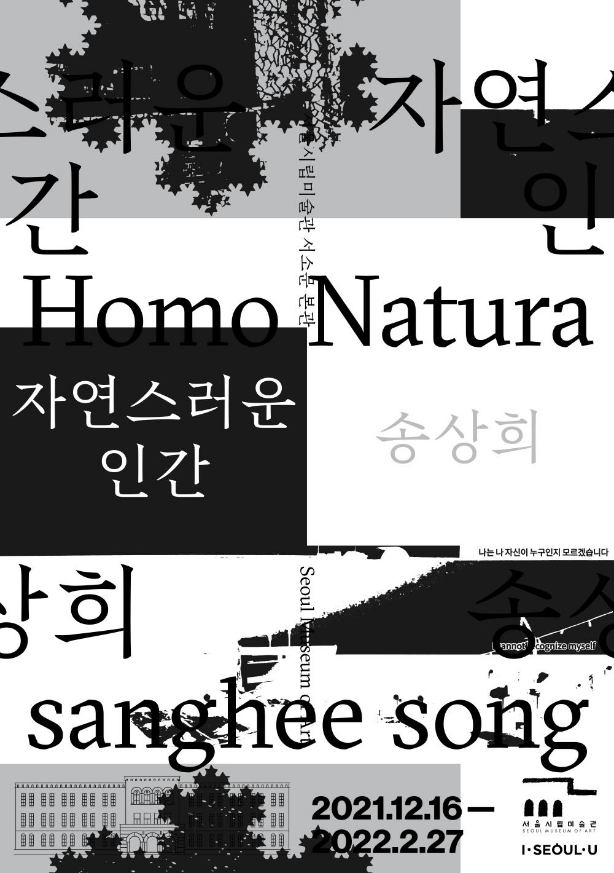 스러운 자연스
간 인
서울시립미술관 서소문 본관
Homo Natura
자연스러운
인간
송상희
나는 나 자신이 누구인지 모르겠습니다
상희 송상
cannot recognize myself
Seoul Museum of Art
sanghee song
2021.12.16—
2022.2.27
서울시립미술관
SEOUL MUSEUM OF ART
I·SEOUL·U